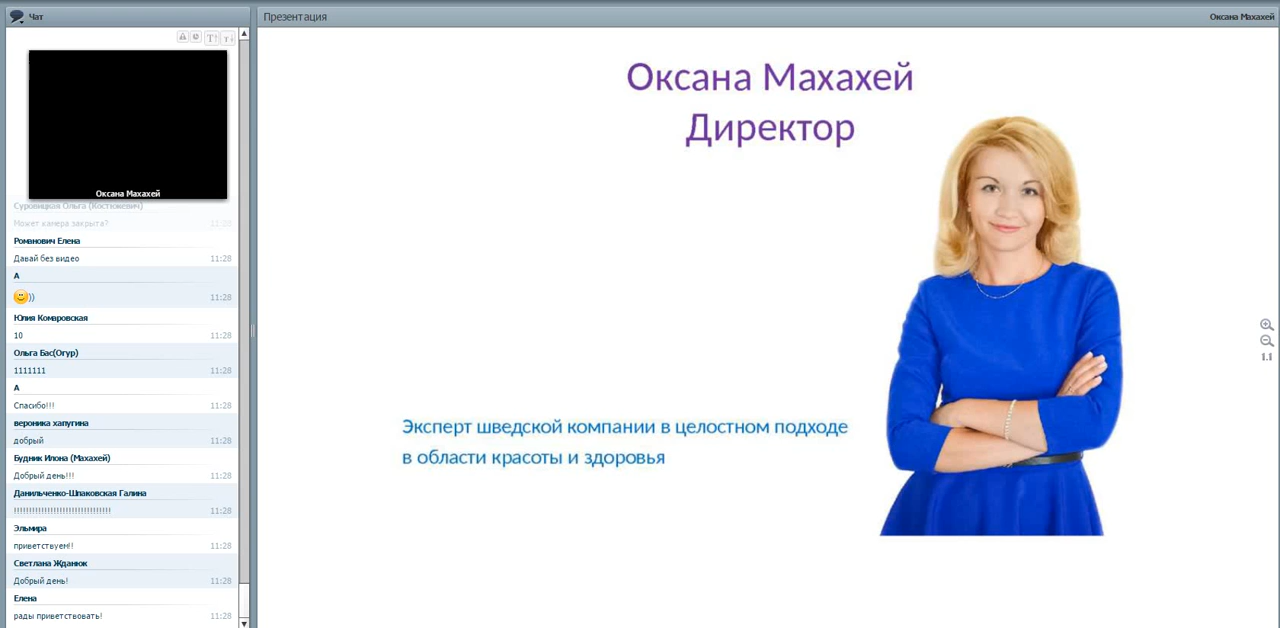 Чат
Презентация
Оксана Махахей
Оксана Махахей
Суровицкая Ольга (Костюкевич)
Может камера закрыта?
Романович Елена
Давай без видео 11:28
А
)) 11:28
Юлия Комаровская
10 11:28
Ольга Бас(Огур)
1111111 11:28
А
Спасибо!!! 11:28
вероника хапугина
добрый 11:28
Будник Илона (Махахей)
Добрый день!!! 11:28
Данильченко-Шпаковская Галина
!!!!!!!!!!!!!!!!!!!!!!!!!!!!!!!! 11:28
Эльмира
приветствуем!! 11:28
Светлана Жданюк
Добрый день! 11:28
Елена
рады приветствовать! 11:28
Оксана Махахей
Директор
Эксперт шведской компании в целостном подходе
в области красоты и здоровья
1:1